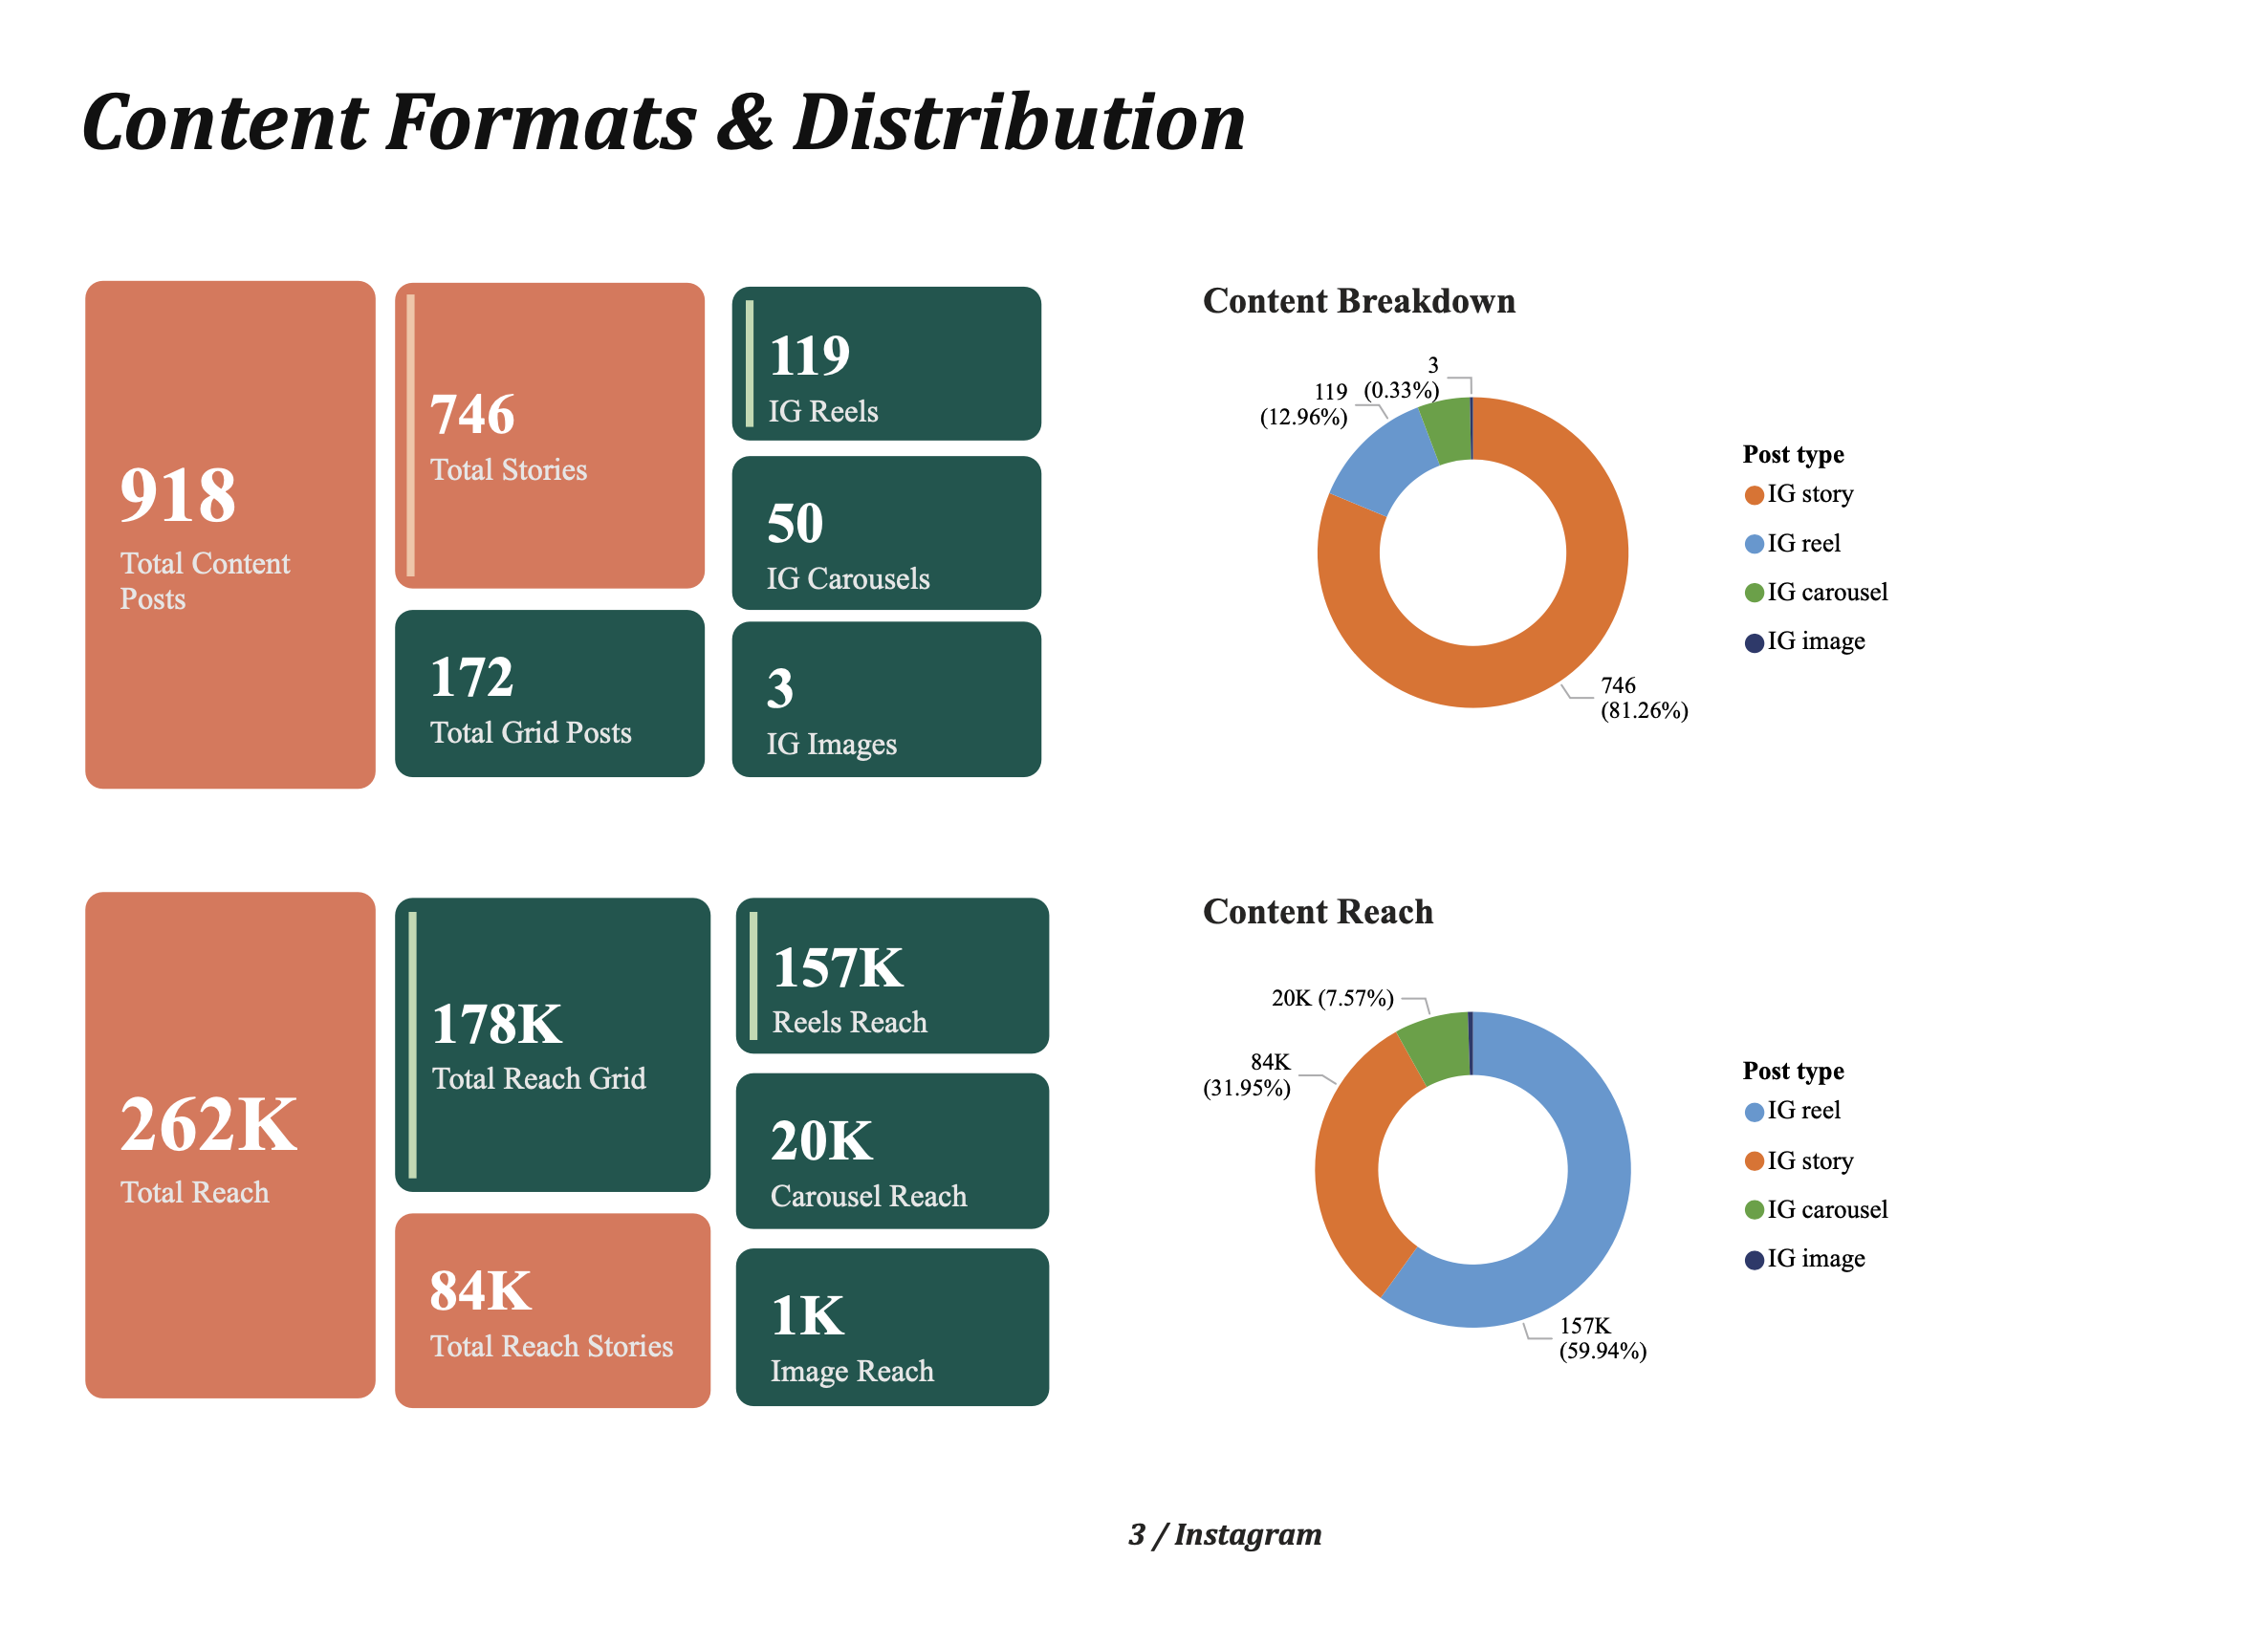 Content Formats & Distribution
918
Total Content
Posts
746
Total Stories
172
Total Grid Posts
119
IG Reels
50
IG Carousels
3
IG Images
Content Breakdown
3
(0.33%)
119
(12.96%)
746
(81.26%)
Post type
IG story
IG reel
IG carousel
IG image
262K
Total Reach
178K
Total Reach Grid
84K
Total Reach Stories
157K
Reels Reach
20K
Carousel Reach
1K
Image Reach
Content Reach
20K (7.57%)
84K
(31.95%)
157K
(59.94%)
Post type
IG reel
IG story
IG carousel
IG image
3 / Instagram